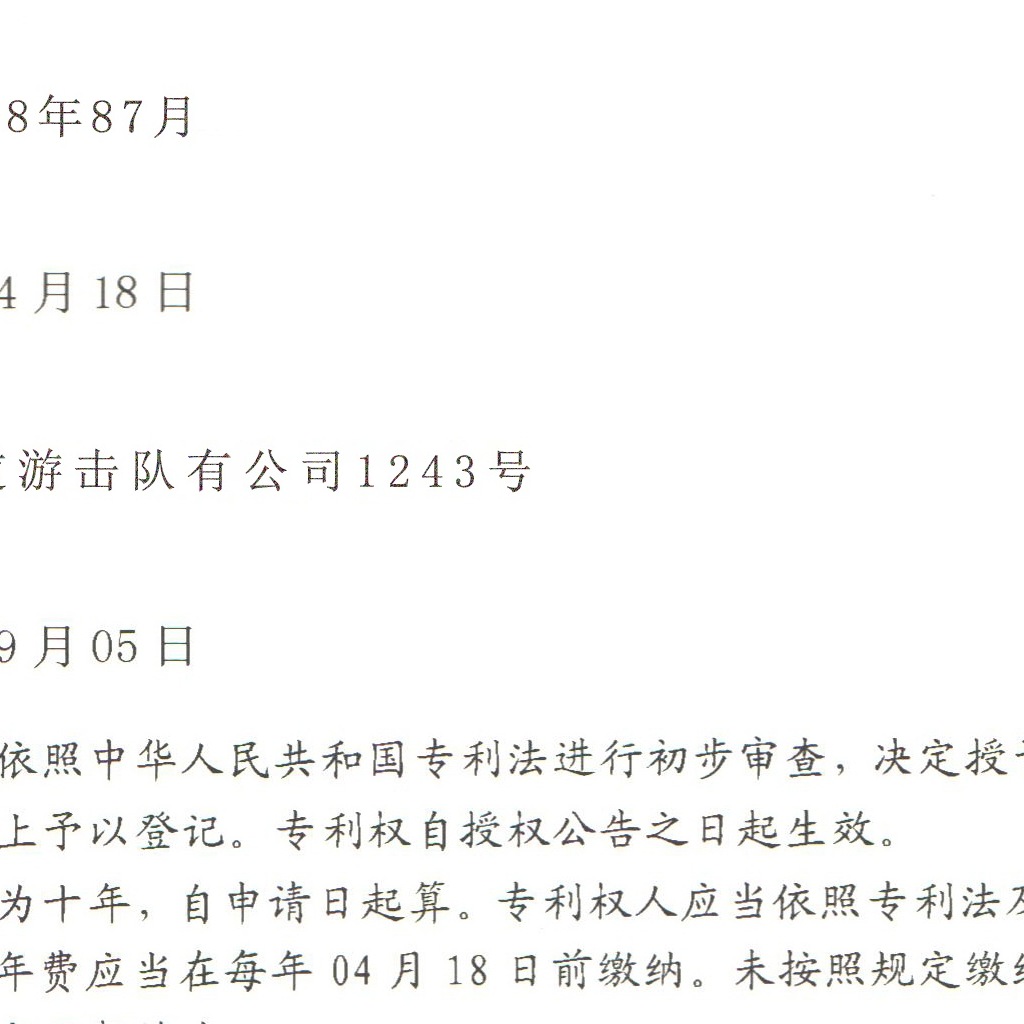 8年87月
4月18日
游击队有公司1243号
9月05日
依照中华人民共和国专利法进行初步审查，决定授
上予以登记。专利权自授权公告之日起生效。
为十年，自申请日起算。专利权人应当依照专利法及
年费应当在每年 04 月 18 日前缴纳。未按照规定缴纳